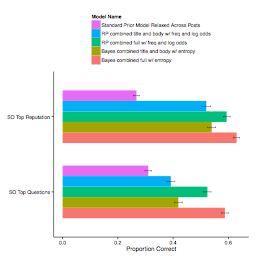 Model Name
Standard Prior Model Relaxed Across Posts
RP combined title and body w/ freq and log odds
RP combined full w/ freq and log odds
Bayes combined title and body w/ entropy
Bayes combined full w/ entropy
SO Top Reputation
SO Top Questions
0.0 0.2 0.4 0.6
Proportion Correct